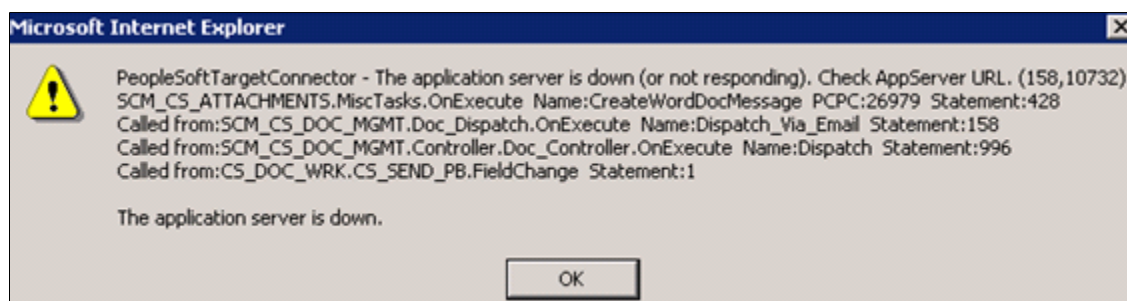 Microsoft Internet Explorer
PeopleSoftTargetConnector - The application server is down (or not responding). Check AppServer URL. (158,10732)
SCM_CS_ATTACHMENTS.MiscTasks.OnExecute Name:CreateWordDocMessage PCPC:26979 Statement:428
Called from:SCM_CS_DOC_MGMT.Doc_Dispatch.OnExecute Name:Dispatch_Via_Email Statement:158
Called from:SCM_CS_DOC_MGMT.Controller.Doc_Controller.OnExecute Name:Dispatch Statement:996
Called from:CS_DOC_WRK.CS_SEND_PB.FieldChange Statement:1
The application server is down.
OK